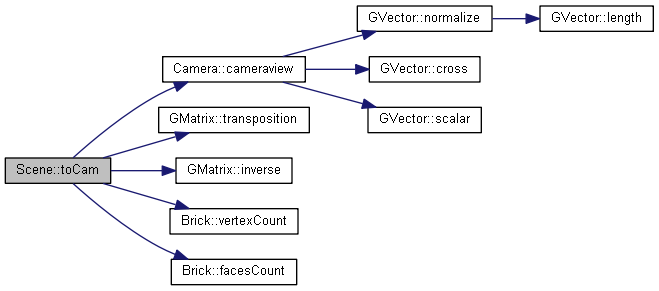 GVector::normalize
GVector::length
Camera::cameraview
GVector::cross
GVector::scalar
GMatrix::transposition
Scene::toCam
GMatrix::inverse
Brick::vertexCount
Brick::facesCount